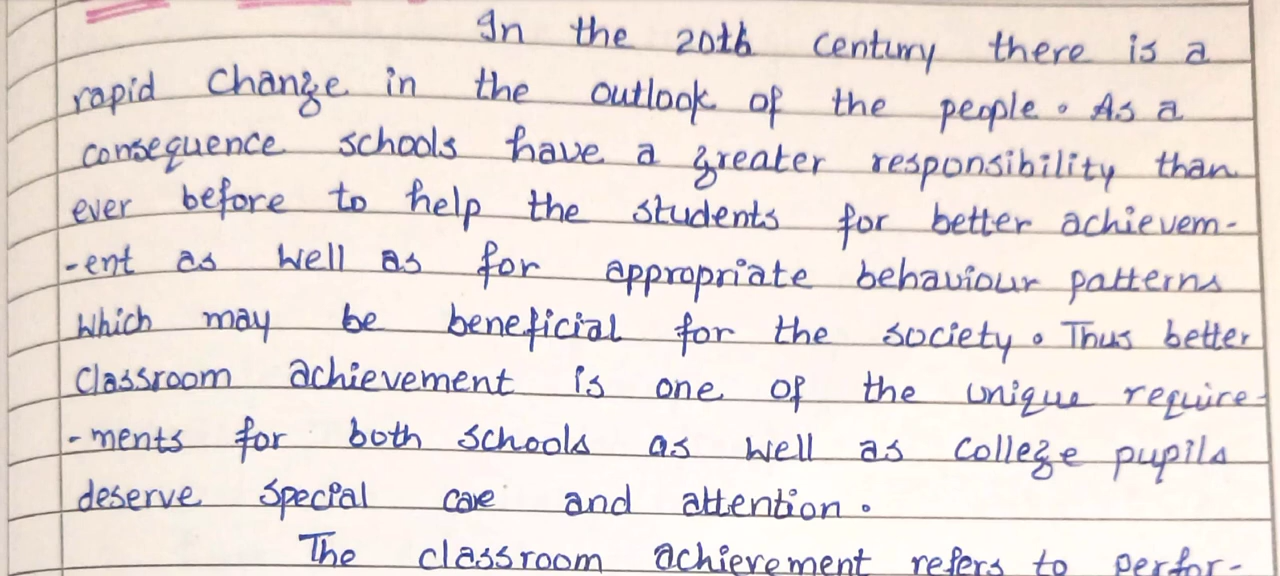 In the 20th century there is a
rapid change in the outlook of the people. As a
consequence schools have a greater responsibility than
ever before to help the students for better achievem-
-ent as well as for appropriate behaviour patterns
which may be beneficial for the society. Thus better
classroom achievement is one of the unique require-
-ments for both schools as well as college pupils
deserve special care and attention.
The classroom achievement refers to perfor-